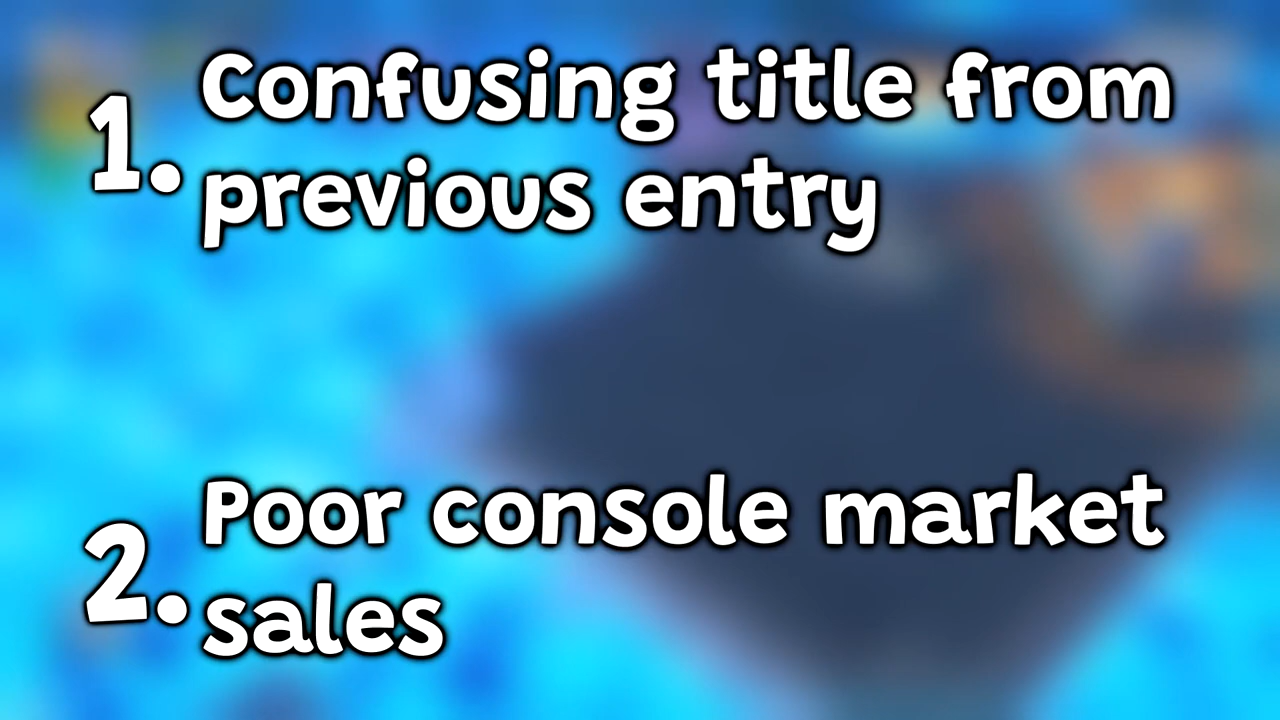 1. Confusing title from
previous entry
2. Poor console market
sales